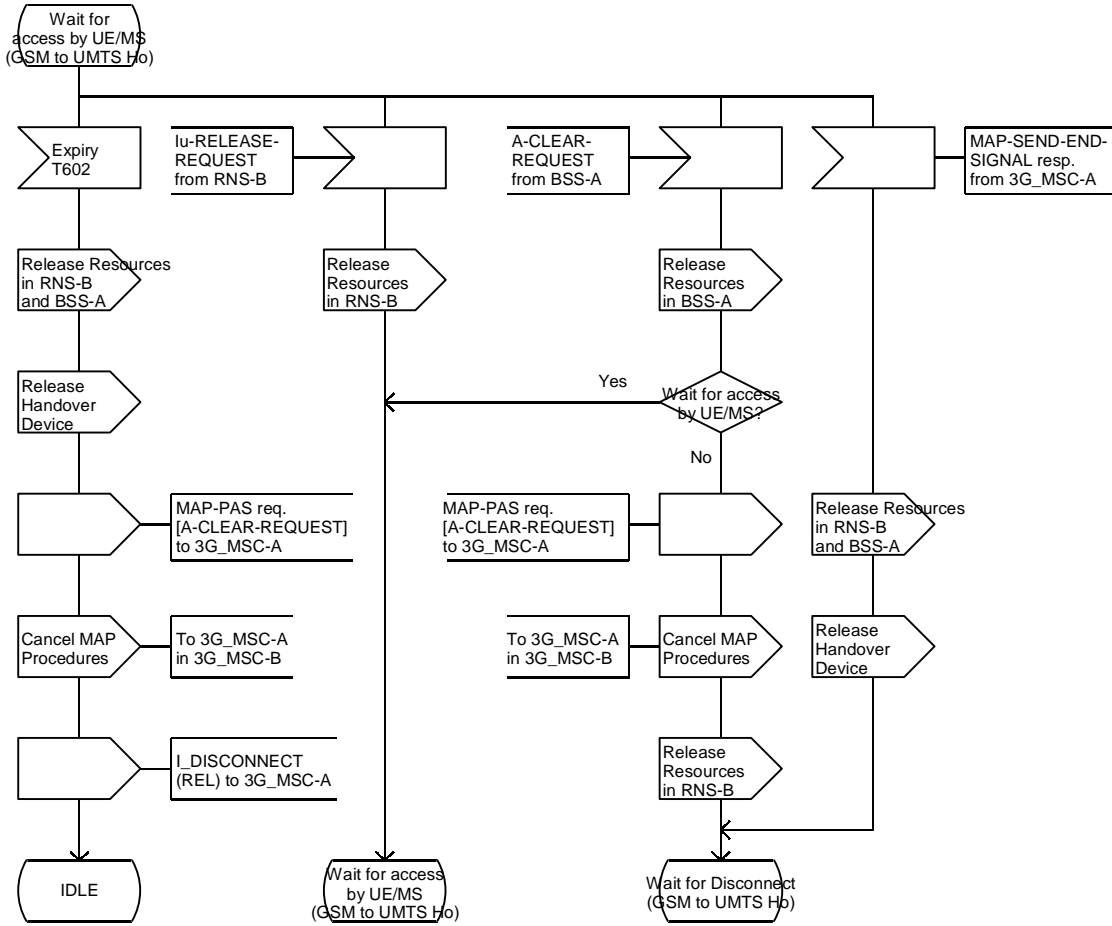 Wait for
access by UE/MS
(GSM to UMTS Ho)
Expiry
T602
Iu-RELEASE-
REQUEST
from RNS-B
A-CLEAR-
REQUEST
from BSS-A
MAP-SEND-END-
SIGNAL resp.
from 3G_MSC-A
Release Resources
in RNS-B
and BSS-A
Release
Resources
in RNS-B
Release
Resources
in BSS-A
Release
Handover
Device
Yes
Wait for access
by UE/MS?
No
MAP-PAS req.
[A-CLEAR-REQUEST]
to 3G_MSC-A
MAP-PAS req.
[A-CLEAR-REQUEST]
to 3G_MSC-A
Release Resources
in RNS-B
and BSS-A
Cancel MAP
Procedures
To 3G_MSC-A
in 3G_MSC-B
To 3G_MSC-A
in 3G_MSC-B
Cancel MAP
Procedures
Release
Handover
Device
I_DISCONNECT
(REL) to 3G_MSC-A
Release
Resources
in RNS-B
IDLE
Wait for access
by UE/MS
(GSM to UMTS Ho)
Wait for Disconnect
(GSM to UMTS Ho)